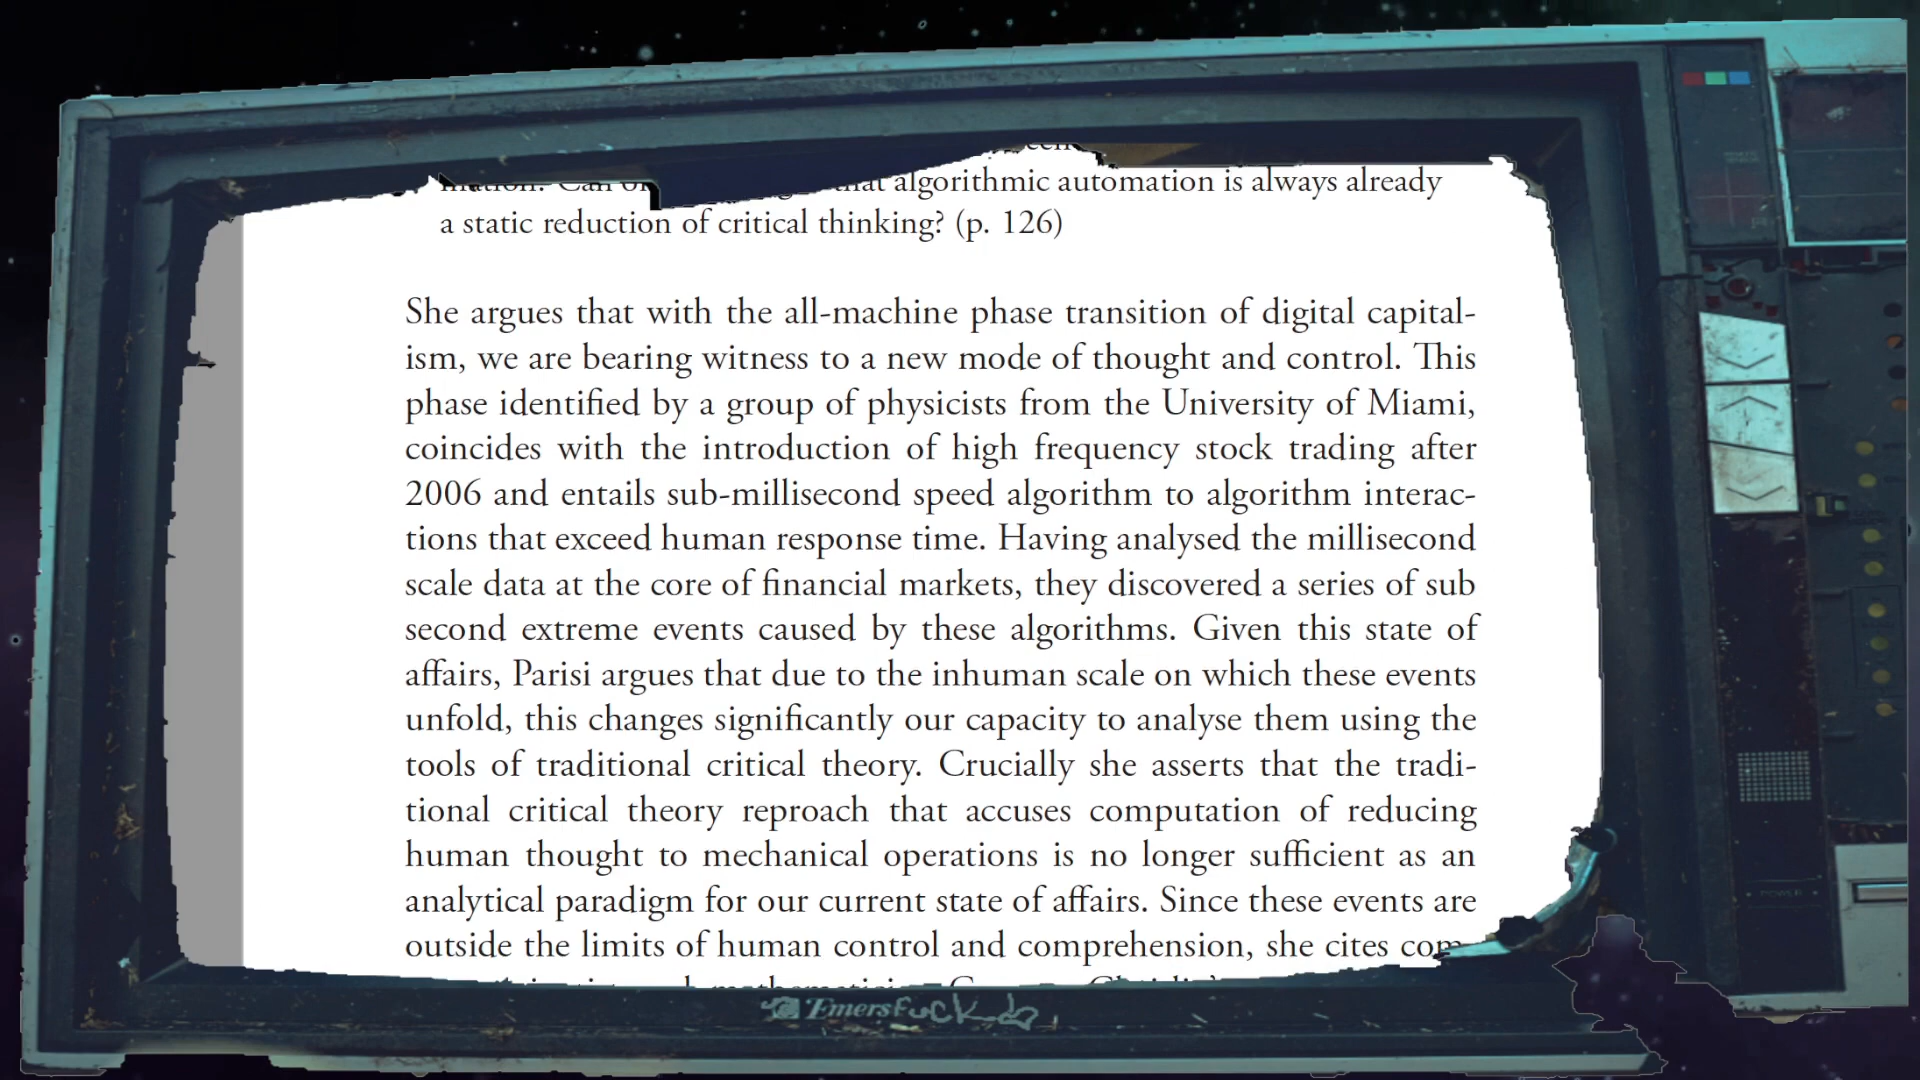 algorithmic automation is always already
a static reduction of critical thinking? (p. 126)
She argues that with the all-machine phase transition of digital capital-
ism, we are bearing witness to a new mode of thought and control. This
phase identified by a group of physicists from the University of Miami,
coincides with the introduction of high frequency stock trading after
2006 and entails sub-millisecond speed algorithm to algorithm interac-
tions that exceed human response time. Having analysed the millisecond
scale data at the core of financial markets, they discovered a series of sub
second extreme events caused by these algorithms. Given this state of
affairs, Parisi argues that due to the inhuman scale on which these events
unfold, this changes significantly our capacity to analyse them using the
tools of traditional critical theory. Crucially she asserts that the tradi-
tional critical theory reproach that accuses computation of reducing
human thought to mechanical operations is no longer sufficient as an
analytical paradigm for our current state of affairs. Since these events are
outside the limits of human control and comprehension, she cites com-
POWER